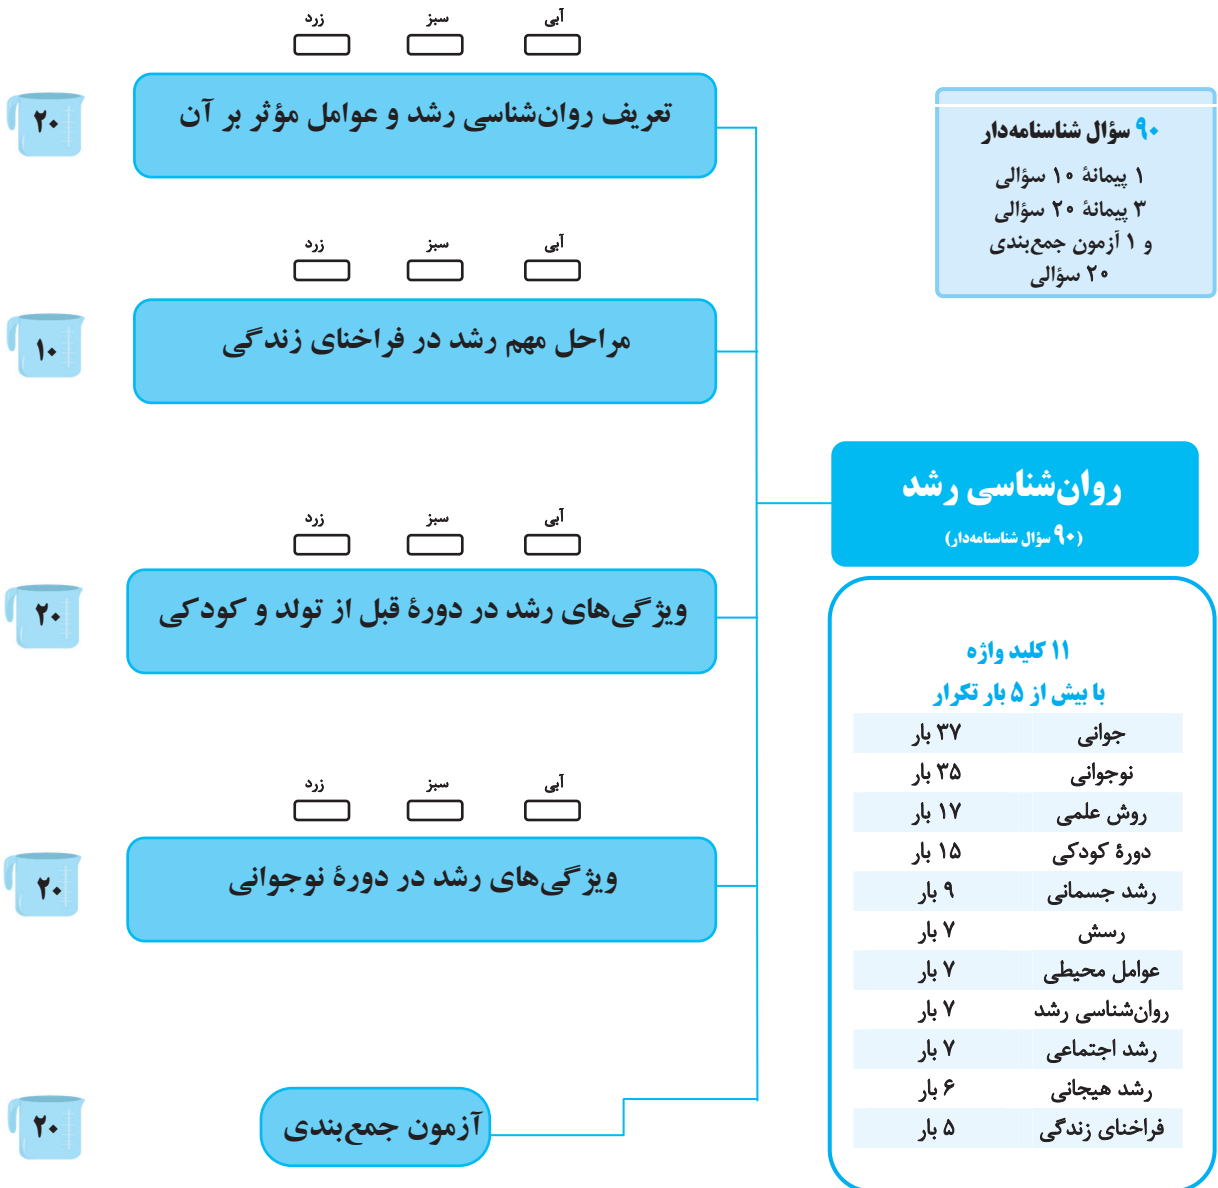 ۹۰ سؤال شناسنامه‌دار
۱ پیمانهٔ ۱۰ سؤالی
۳ پیمانهٔ ۲۰ سؤالی
و ۱ آزمون جمع‌بندی
۲۰ سؤالی
روان‌شناسی رشد
(۹۰ سؤال شناسنامه‌دار)
۱۱ کلید واژه
با بیش از ۵ بار تکرار
جوانی ۳۷ بار
نوجوانی ۳۵ بار
روش علمی ۱۷ بار
دورهٔ کودکی ۱۵ بار
رشد جسمانی ۹ بار
رسش ۷ بار
عوامل محیطی ۷ بار
روان‌شناسی رشد ۷ بار
رشد اجتماعی ۷ بار
رشد هیجانی ۶ بار
فراخنای زندگی ۵ بار
آبی سبز زرد
تعریف روان‌شناسی رشد و عوامل مؤثر بر آن
۲۰
آبی سبز زرد
مراحل مهم رشد در فراخنای زندگی
۱۰
آبی سبز زرد
ویژگی‌های رشد در دورهٔ قبل از تولد و کودکی
۲۰
آبی سبز زرد
ویژگی‌های رشد در دورهٔ نوجوانی
۲۰
آزمون جمع‌بندی
۲۰